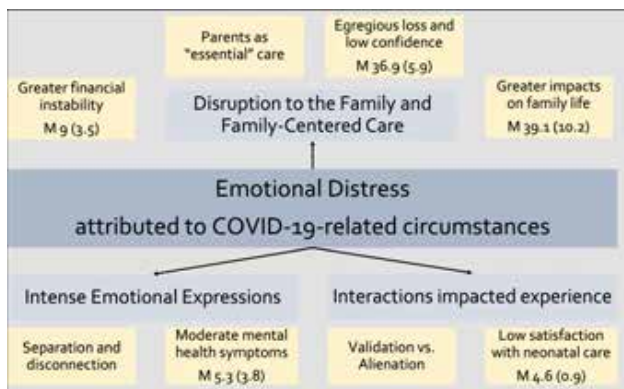 Parents as
"essential" care
Egregious loss and
low confidence
M 36.9 (5.9)
Greater financial
instability
M 9 (3.5)
Disruption to the Family and
Family-Centered Care
Greater impacts
on family life
M 39.1 (10.2)
Emotional Distress
attributed to COVID-19-related circumstances
Intense Emotional Expressions
Interactions impacted experience
Separation and
disconnection
Moderate mental
health symptoms
M 5.3 (3.8)
Validation vs.
Alienation
Low satisfaction
with neonatal care
M 4.6 (0.9)